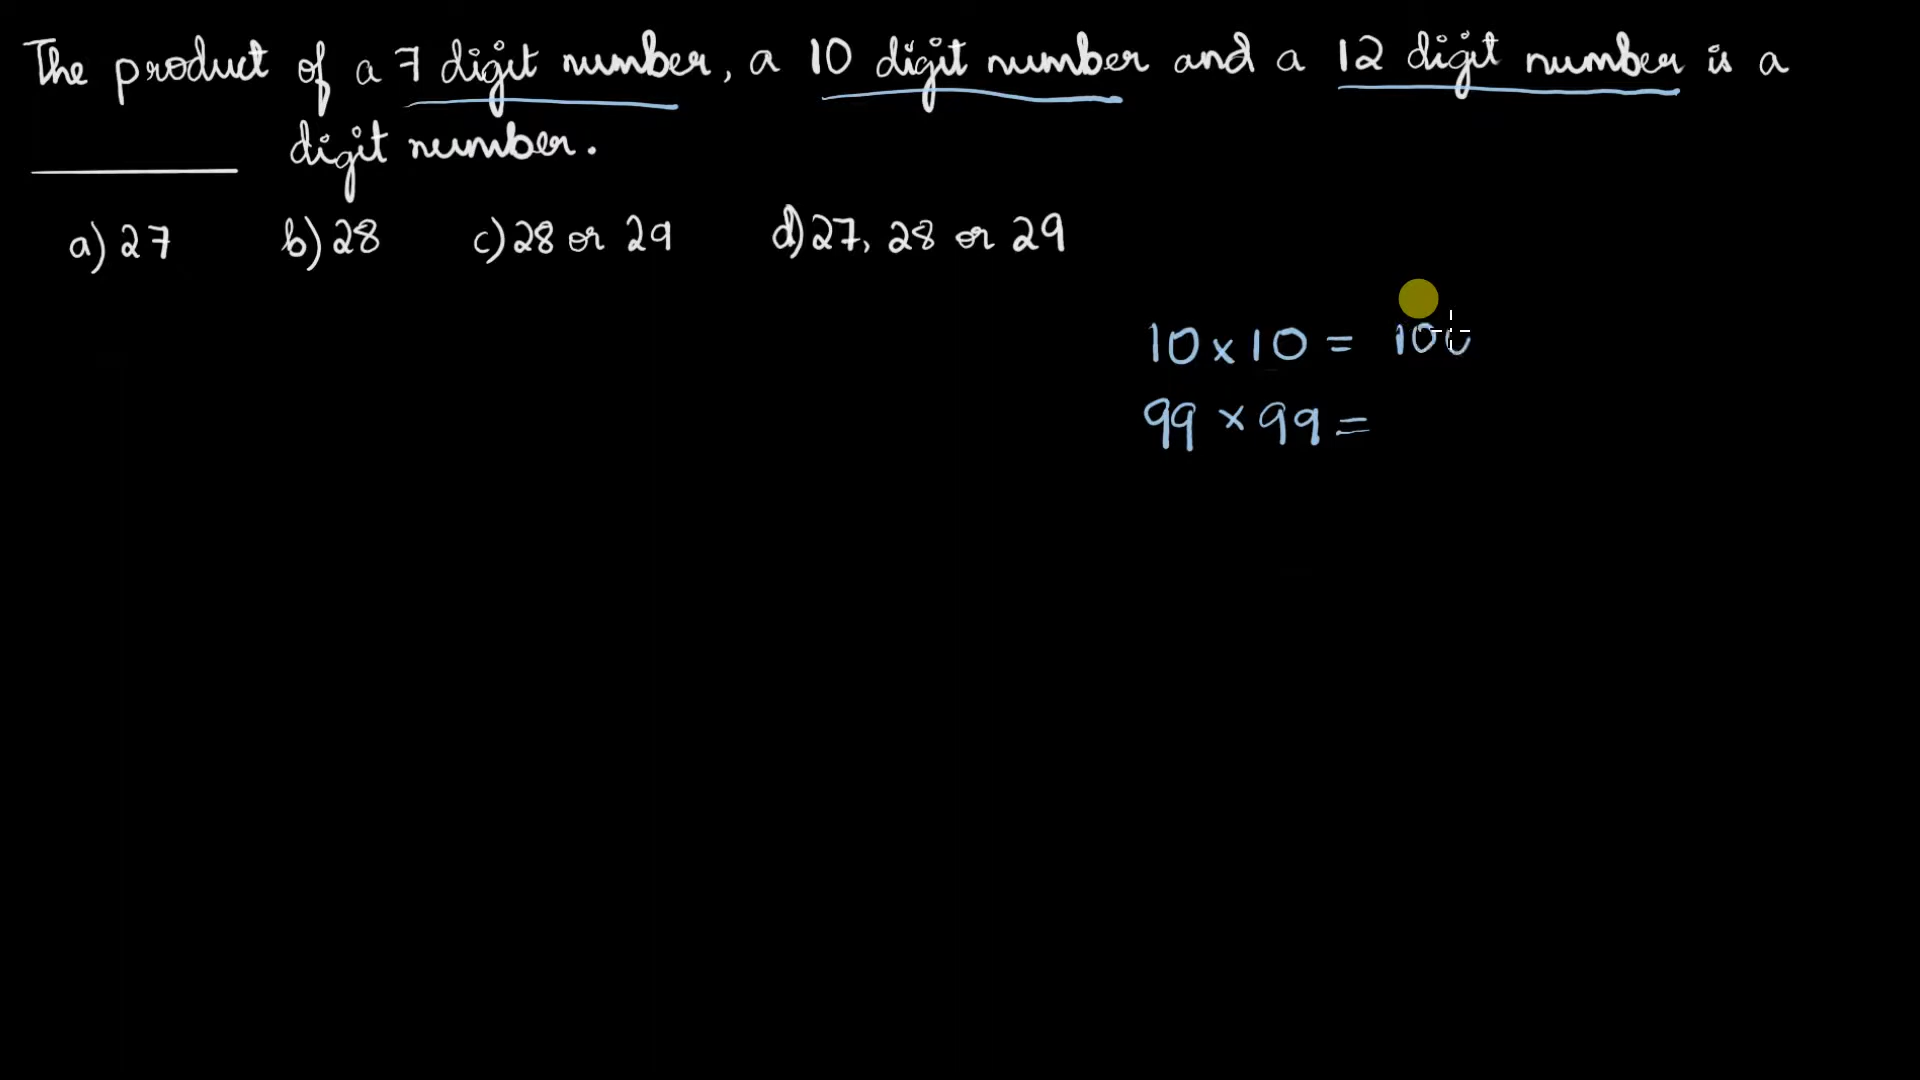 The product of a 7 digit number, a 10 digit number and a 12 digit number is a
________ digit number.
a) 27 b) 28 c) 28 or 29 d) 27, 28 or 29
10 × 10 = 100
99 × 99 =